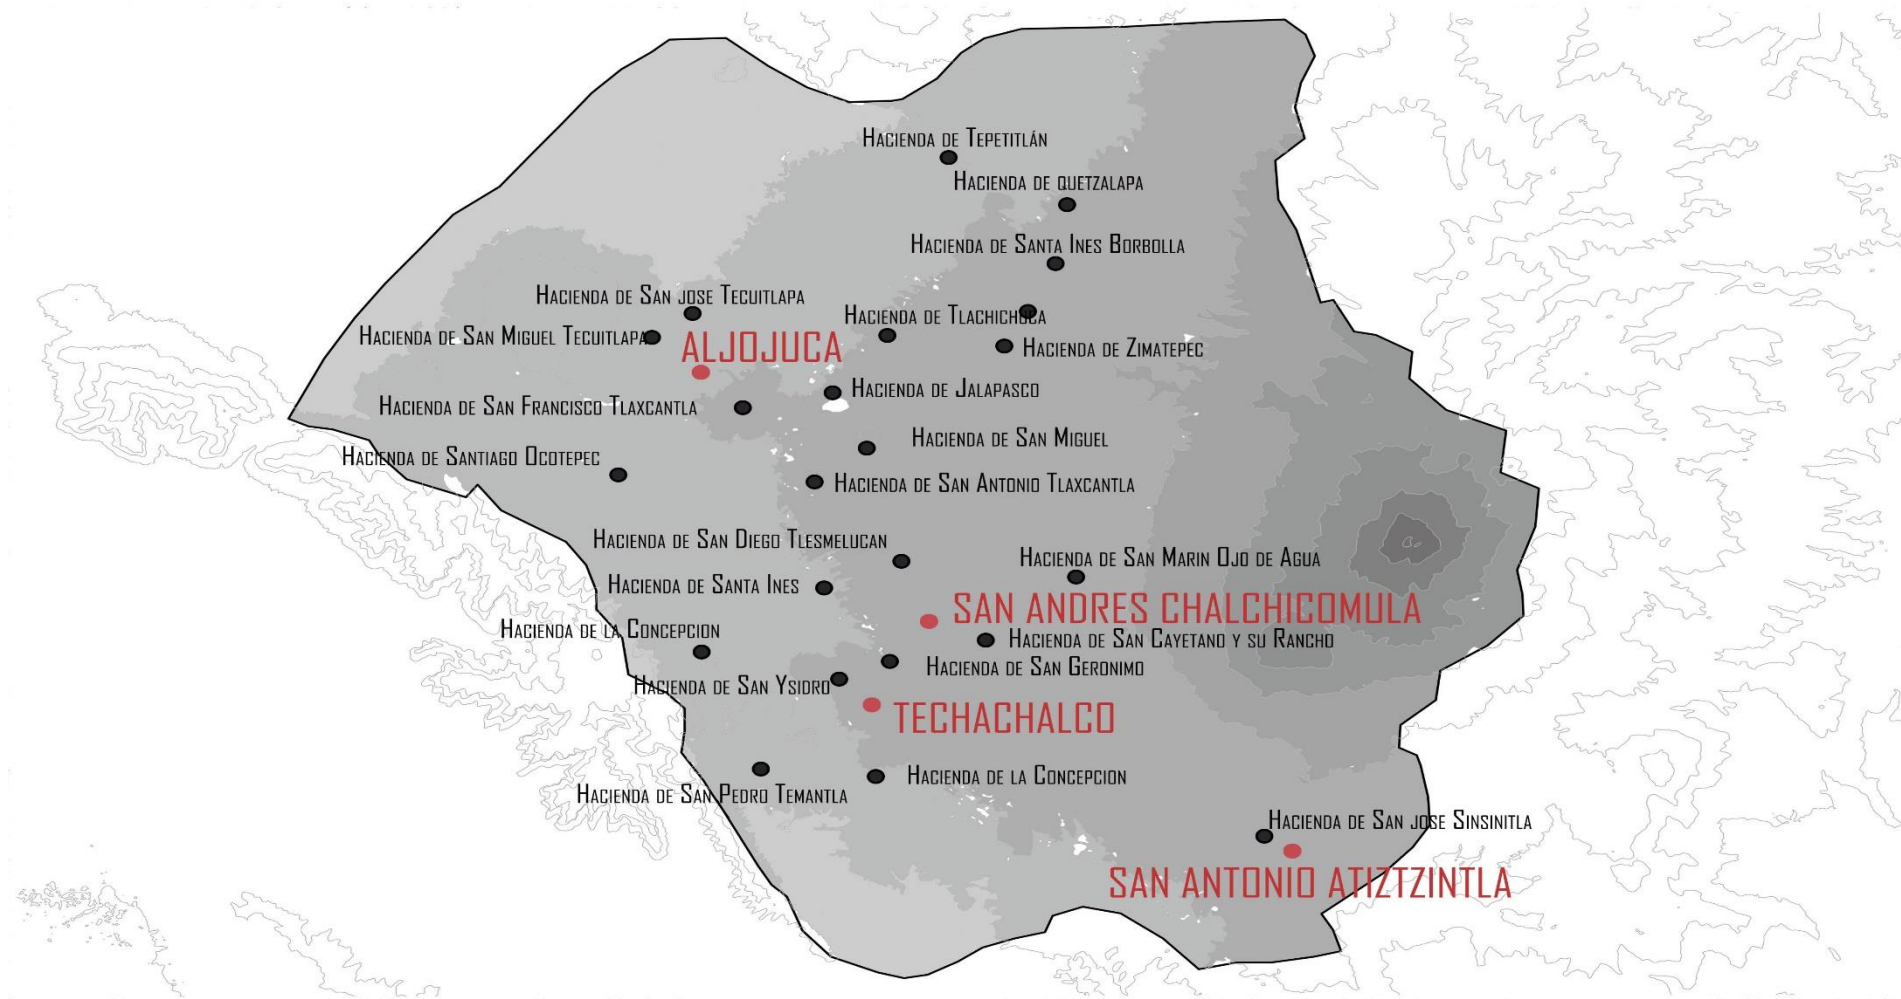 Hacienda de Tepetitlán
Hacienda de quetzalapa
Hacienda de Santa Ines Borbolla
Hacienda de San jose Tecuitlapa
Hacienda de Tlachichuca
Hacienda de San Miguel Tecuitlapa
ALJOJUCA
Hacienda de Zimatepec
Hacienda de Jalapasco
Hacienda de San Francisco Tlaxcantla
Hacienda de San Miguel
Hacienda de Santiago Ocotepec
Hacienda de San Antonio Tlaxcantla
Hacienda de San Diego Tlesmelucan
Hacienda de San Marin Ojo de Agua
Hacienda de Santa Ines
SAN ANDRES CHALCHICOMULA
Hacienda de la Concepcion
Hacienda de San Cayetano y su Rancho
Hacienda de San Geronimo
Hacienda de San Ysidro
TECHACHALCO
Hacienda de la Concepcion
Hacienda de San Pedro Temantla
Hacienda de San jose Sinsinitla
SAN ANTONIO ATIZTZINTLA